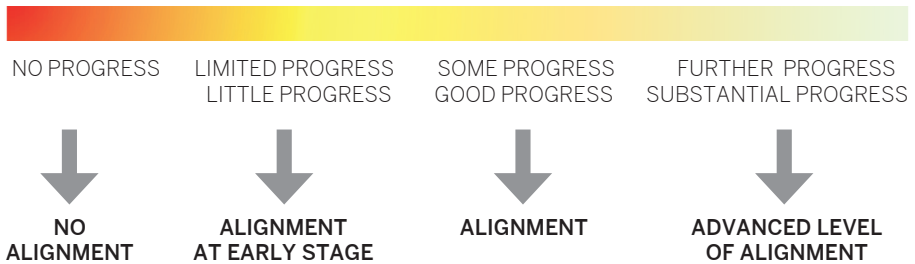 NO PROGRESS
LIMITED PROGRESS
LITTLE PROGRESS
SOME PROGRESS
GOOD PROGRESS
FURTHER PROGRESS
SUBSTANTIAL PROGRESS
NO
ALIGNMENT
ALIGNMENT
AT EARLY STAGE
ALIGNMENT
ADVANCED LEVEL
OF ALIGNMENT